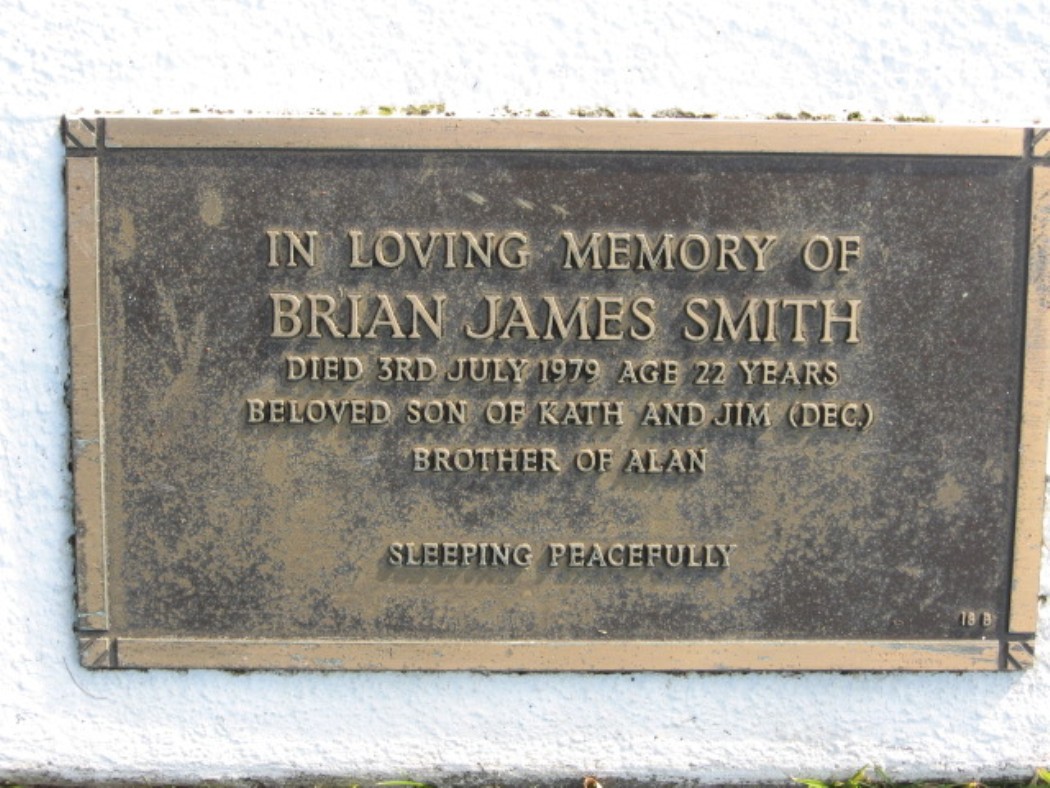 IN LOVING MEMORY OF
BRIAN JAMES SMITH
DIED 3RD JULY 1979 AGE 22 YEARS
BELOVED SON OF KATH AND JIM (DEC.)
BROTHER OF ALAN
SLEEPING PEACEFULLY
18 B